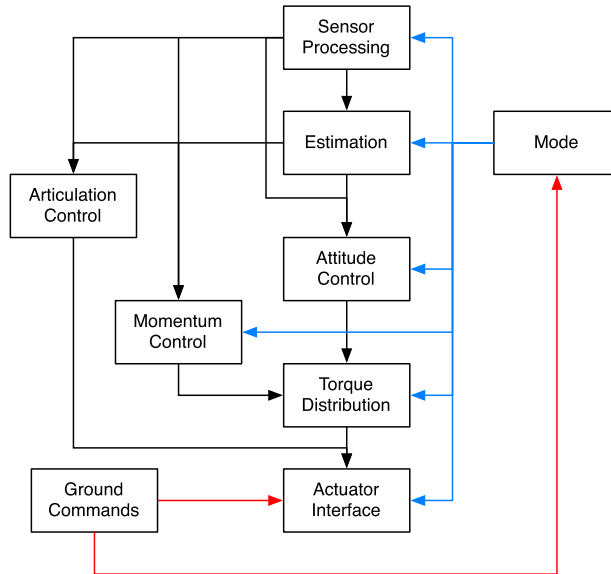 Sensor
Processing
Estimation
Mode
Articulation
Control
Attitude
Control
Momentum
Control
Torque
Distribution
Ground
Commands
Actuator
Interface